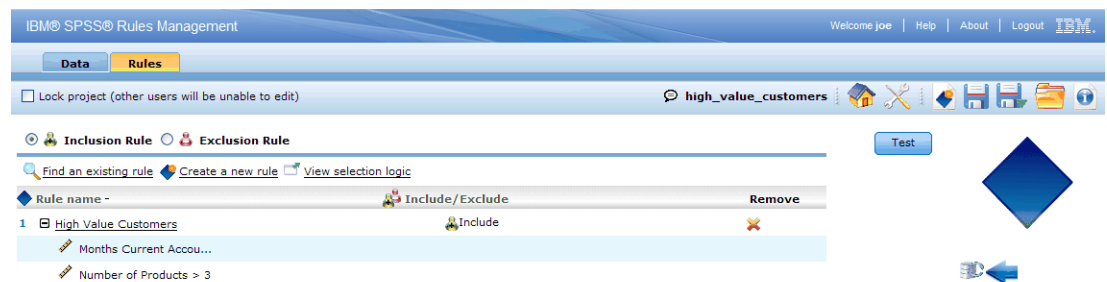 IBM® SPSS® Rules Management
Welcome joe | Help | About | Logout IBM.
Data Rules
Lock project (other users will be unable to edit)
high_value_customers
Inclusion Rule Exclusion Rule
Test
Find an existing rule Create a new rule View selection logic
Rule name - Include/Exclude Remove
1 High Value Customers Include
Months Current Accou...
Number of Products > 3